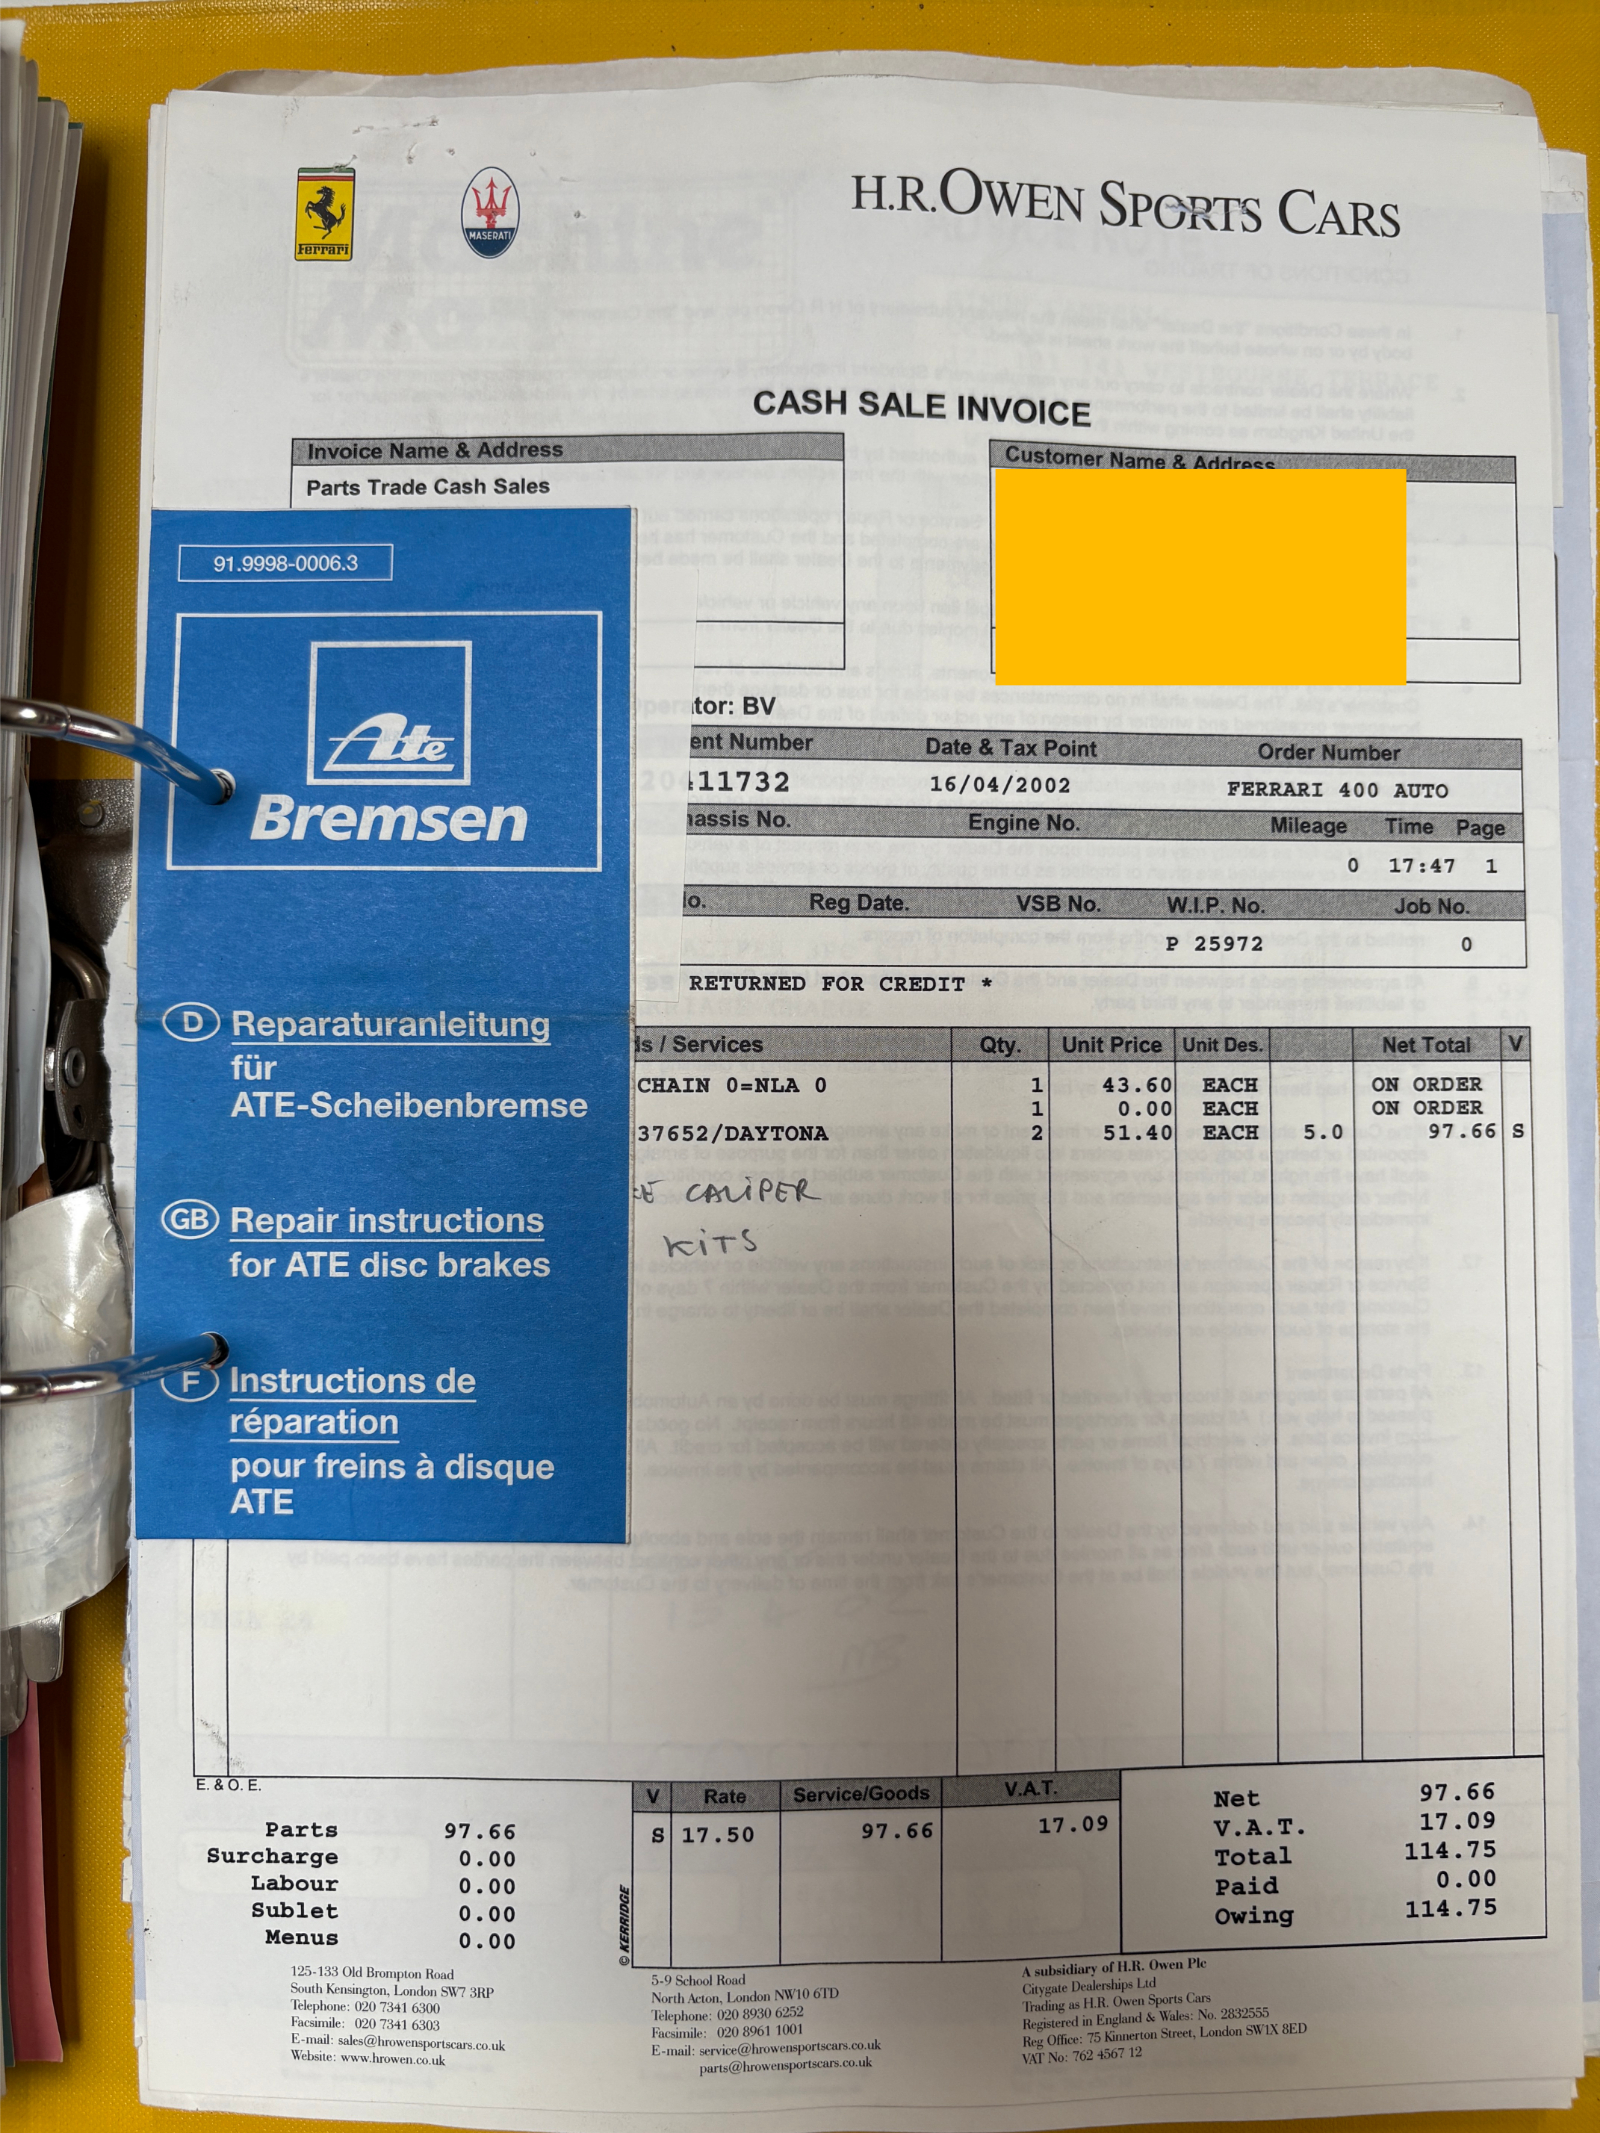 Ferrari
MASERATI
H.R.OWEN SPORTS CARS
CASH SALE INVOICE
Invoice Name & Address
Parts Trade Cash Sales
Customer Name & Address
91.9998-0006.3
Ate
Bremsen
D Reparaturanleitung
für
ATE-Scheibenbremse
GB Repair instructions
for ATE disc brakes
F Instructions de
réparation
pour freins à disque
ATE
tor: BV
ent Number Date & Tax Point Order Number
11732 16/04/2002 FERRARI 400 AUTO
hassis No. Engine No. Mileage Time Page
0 17:47 1
o. Reg Date. VSB No. W.I.P. No. Job No.
P 25972 0
RETURNED FOR CREDIT *
ds / Services Qty. Unit Price Unit Des. Net Total V
CHAIN 0=NLA 0 1 43.60 EACH ON ORDER
1 0.00 EACH ON ORDER
37652/DAYTONA 2 51.40 EACH 5.0 97.66 S
CALIPER
KITS
E. & O. E.
Parts 97.66
Surcharge 0.00
Labour 0.00
Sublet 0.00
Menus 0.00
© KERRIDGE
V Rate Service/Goods V.A.T.
S 17.50 97.66 17.09
Net 97.66
V.A.T. 17.09
Total 114.75
Paid 0.00
Owing 114.75
125-133 Old Brompton Road
South Kensington, London SW7 3RP
Telephone: 020 7341 6300
Facsimile: 020 7341 6303
E-mail: sales@hrowensportscars.co.uk
Website: www.hrowen.co.uk
5-9 School Road
North Acton, London NW10 6TD
Telephone: 020 8930 6252
Facsimile: 020 8961 1001
E-mail: service@hrowensportscars.co.uk
parts@hrowensportscars.co.uk
A subsidiary of H.R. Owen Plc
Citygate Dealerships Ltd
Trading as H.R. Owen Sports Cars
Registered in England & Wales: No. 2832555
Reg Office: 75 Kinnerton Street, London SW1X 8ED
VAT No: 762 4567 12